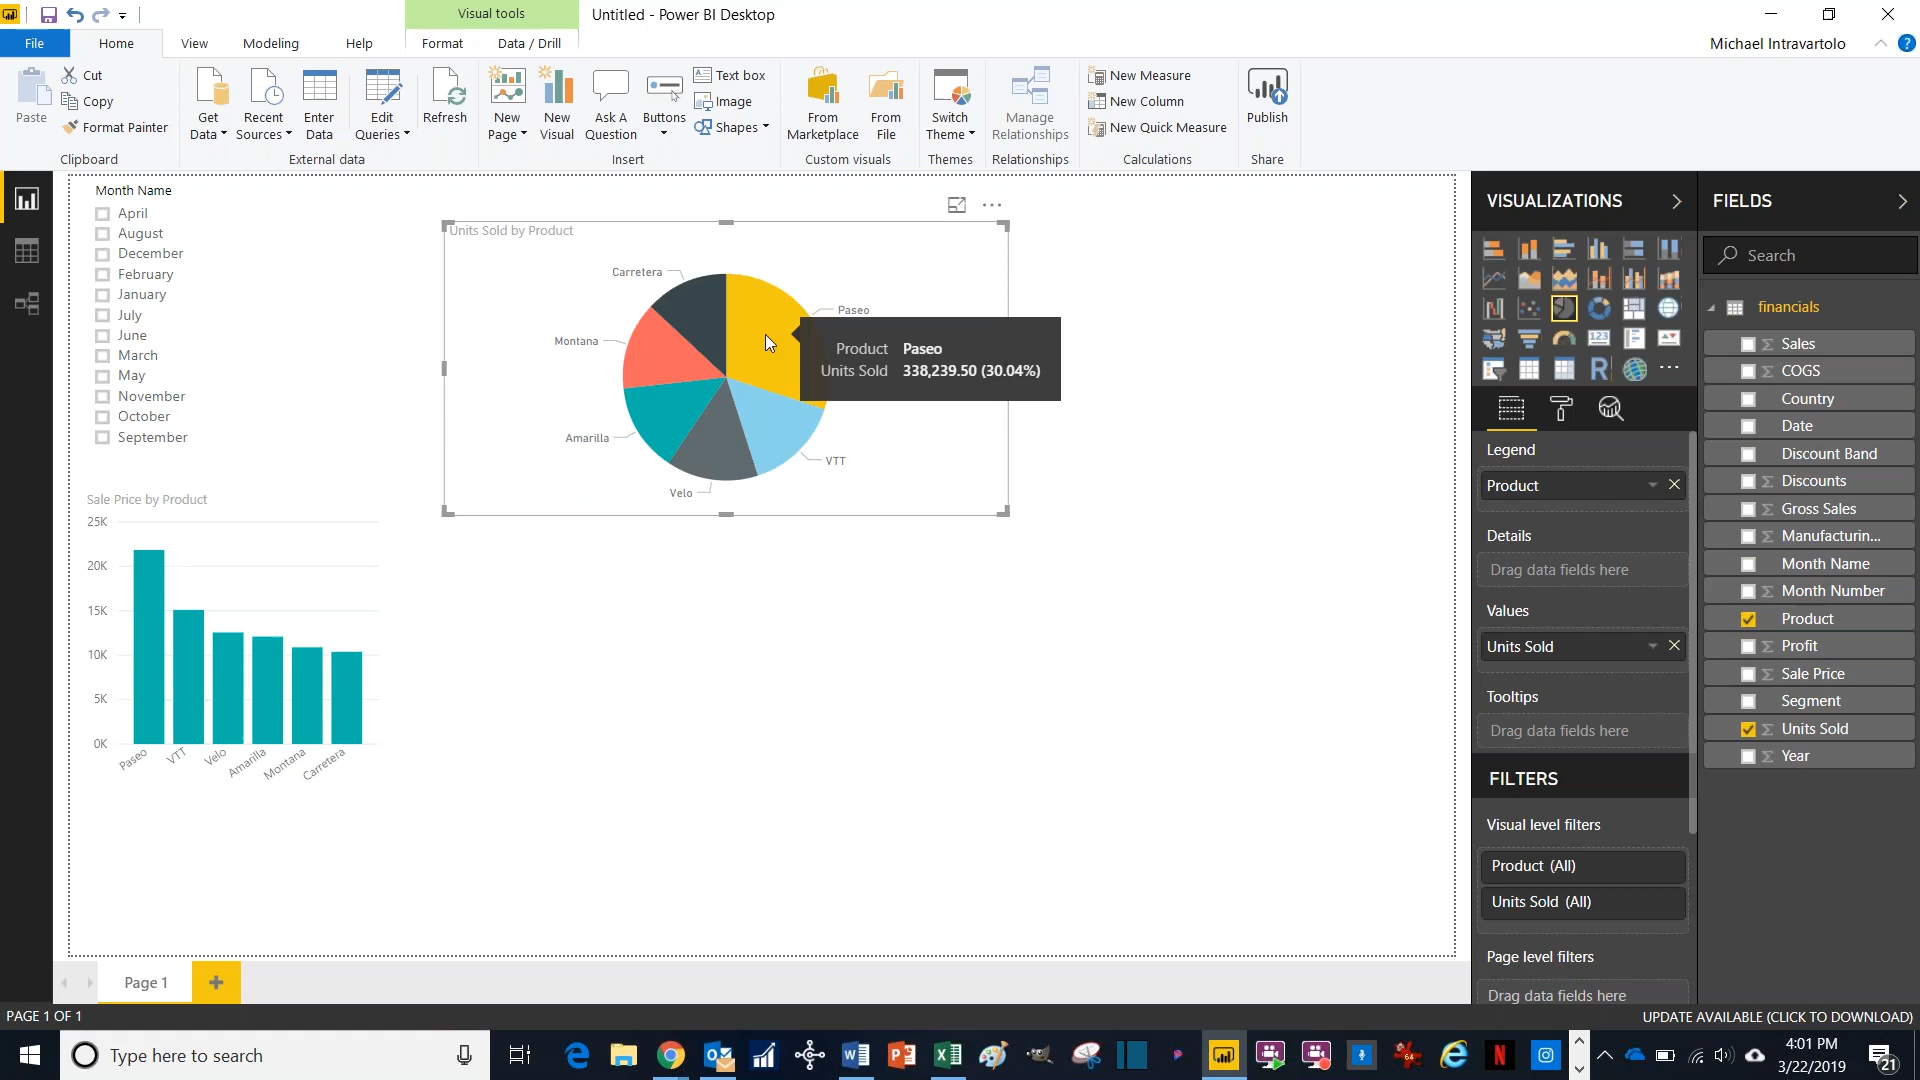 Visual tools
Untitled - Power BI Desktop
File
Home
View
Modeling
Help
Format
Data / Drill
Michael Intravartolo
?
Paste
Cut
Copy
Format Painter
Clipboard
Get
Data
Recent
Sources
Enter
Data
Edit
Queries
Refresh
External data
New
Page
New
Visual
Ask A
Question
Buttons
Text box
Image
Shapes
Insert
From
Marketplace
From
File
Custom visuals
Switch
Theme
Themes
Manage
Relationships
Relationships
New Measure
New Column
New Quick Measure
Calculations
Publish
Share
Month Name
April
August
December
February
January
July
June
March
May
November
October
September
Units Sold by Product
Carretera
Paseo
Montana
Amarilla
Velo
VTT
Product Paseo
Units Sold 338,239.50 (30.04%)
Sale Price by Product
25K
20K
15K
10K
5K
0K
Paseo
VTT
Velo
Amarilla
Montana
Carretera
VISUALIZATIONS
123
R
Legend
Product
Details
Drag data fields here
Values
Units Sold
Tooltips
Drag data fields here
FILTERS
Visual level filters
Product (All)
Units Sold (All)
Page level filters
Drag data fields here
FIELDS
Search
financials
Sales
COGS
Country
Date
Discount Band
Discounts
Gross Sales
Manufacturin...
Month Name
Month Number
Product
Profit
Sale Price
Segment
Units Sold
Year
Page 1
PAGE 1 OF 1
UPDATE AVAILABLE (CLICK TO DOWNLOAD)
Type here to search
64
4:01 PM
3/22/2019
21